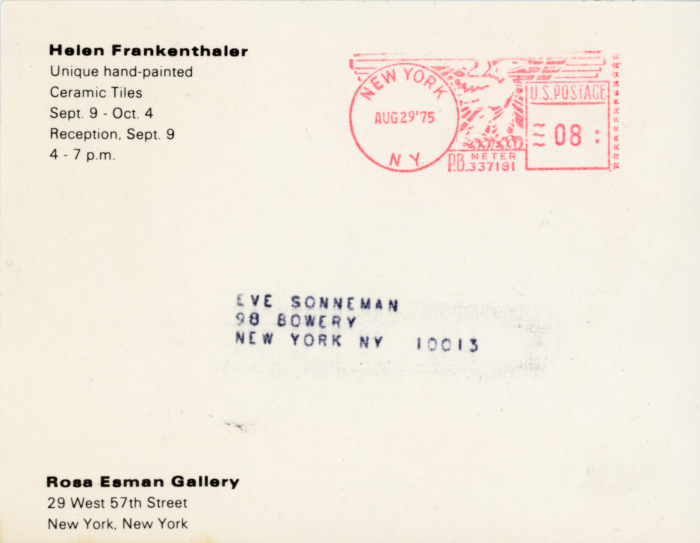 Helen Frankenthaler
Unique hand-painted
Ceramic Tiles
Sept. 9 - Oct. 4
Reception, Sept. 9
4 - 7 p.m.
NEW YORK
AUG 29 '75
N Y
U.S. POSTAGE
08
P.B. METER
337181
EVE SONNEMAN
98 BOWERY
NEW YORK NY 10013
Rosa Esman Gallery
29 West 57th Street
New York, New York